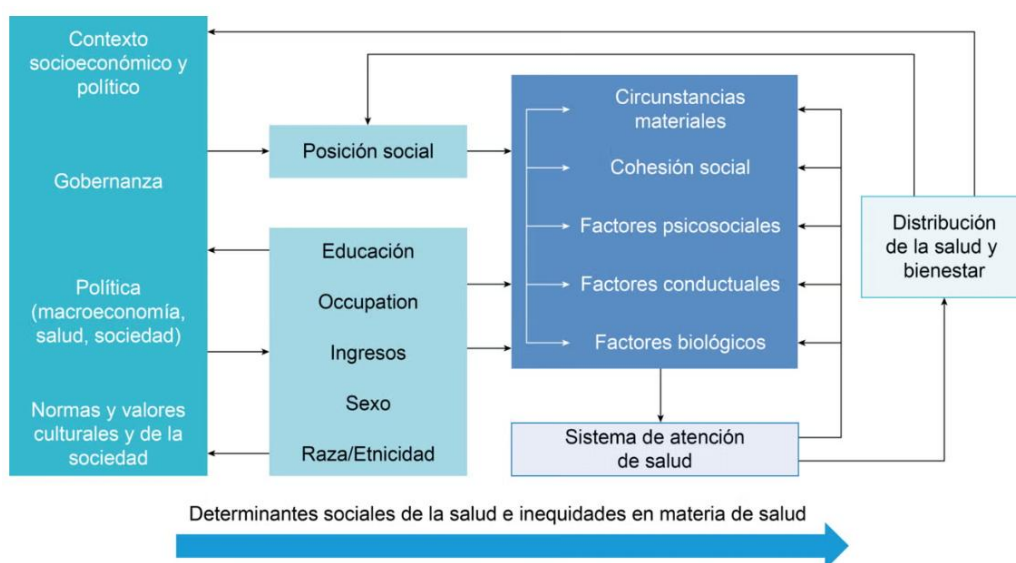 Contexto
socioeconómico y
político
Gobernanza
Política
(macroeconomía,
salud, sociedad)
Normas y valores
culturales y de la
sociedad
Posición social
Educación
Occupation
Ingresos
Sexo
Raza/Etnicidad
Circunstancias
materiales
Cohesión social
Factores psicosociales
Factores conductuales
Factores biológicos
Sistema de atención
de salud
Distribución
de la salud y
bienestar
Determinantes sociales de la salud e inequidades en materia de salud